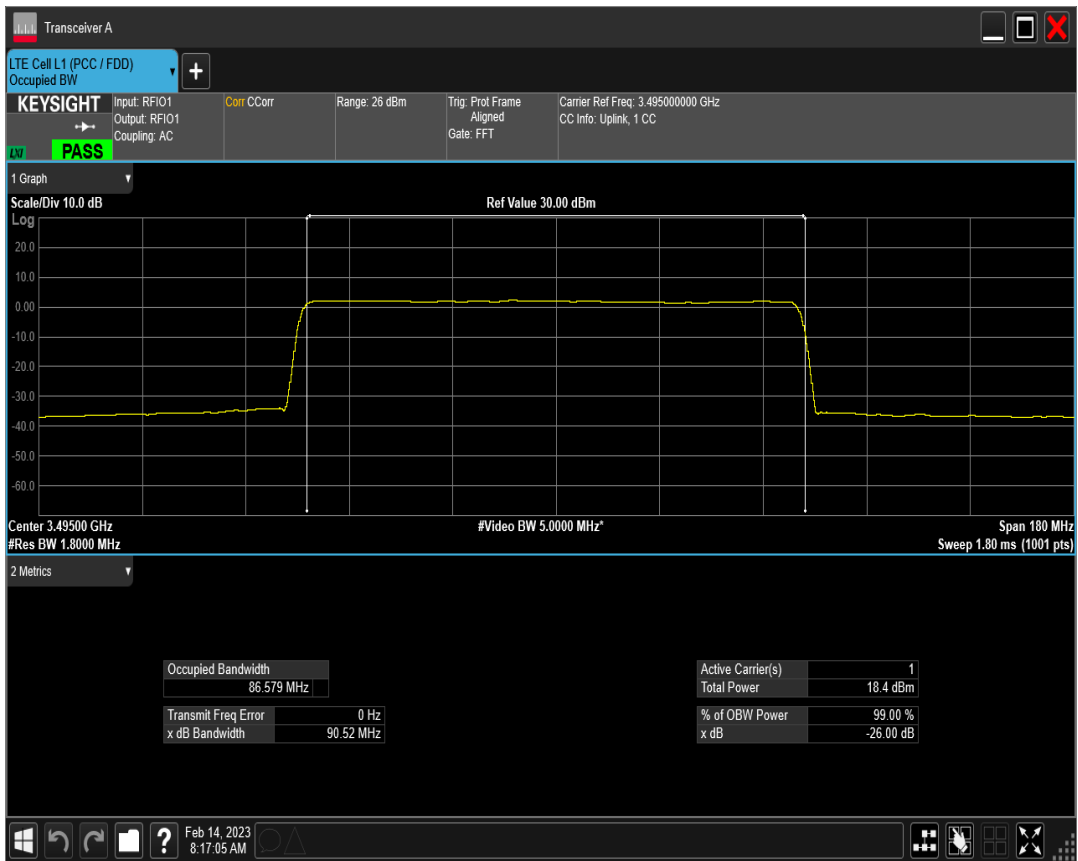 Transceiver A
LTE Cell L1 (PCC / FDD)
Occupied BW
KEYSIGHT
LXI
PASS
Input: RFIO1
Output: RFIO1
Coupling: AC
Corr CCorr
Range: 26 dBm
Trig: Prot Frame
Aligned
Gate: FFT
Carrier Ref Freq: 3.495000000 GHz
CC Info: Uplink, 1 CC
1 Graph
Scale/Div 10.0 dB
Ref Value 30.00 dBm
Log
20.0
10.0
0.00
-10.0
-20.0
-30.0
-40.0
-50.0
-60.0
Center 3.49500 GHz
#Video BW 5.0000 MHz*
Span 180 MHz
#Res BW 1.8000 MHz
Sweep 1.80 ms (1001 pts)
2 Metrics
Occupied Bandwidth
86.579 MHz
Transmit Freq Error 0 Hz
x dB Bandwidth 90.52 MHz
Active Carrier(s) 1
Total Power 18.4 dBm
% of OBW Power 99.00 %
x dB -26.00 dB
?
Feb 14, 2023
8:17:05 AM